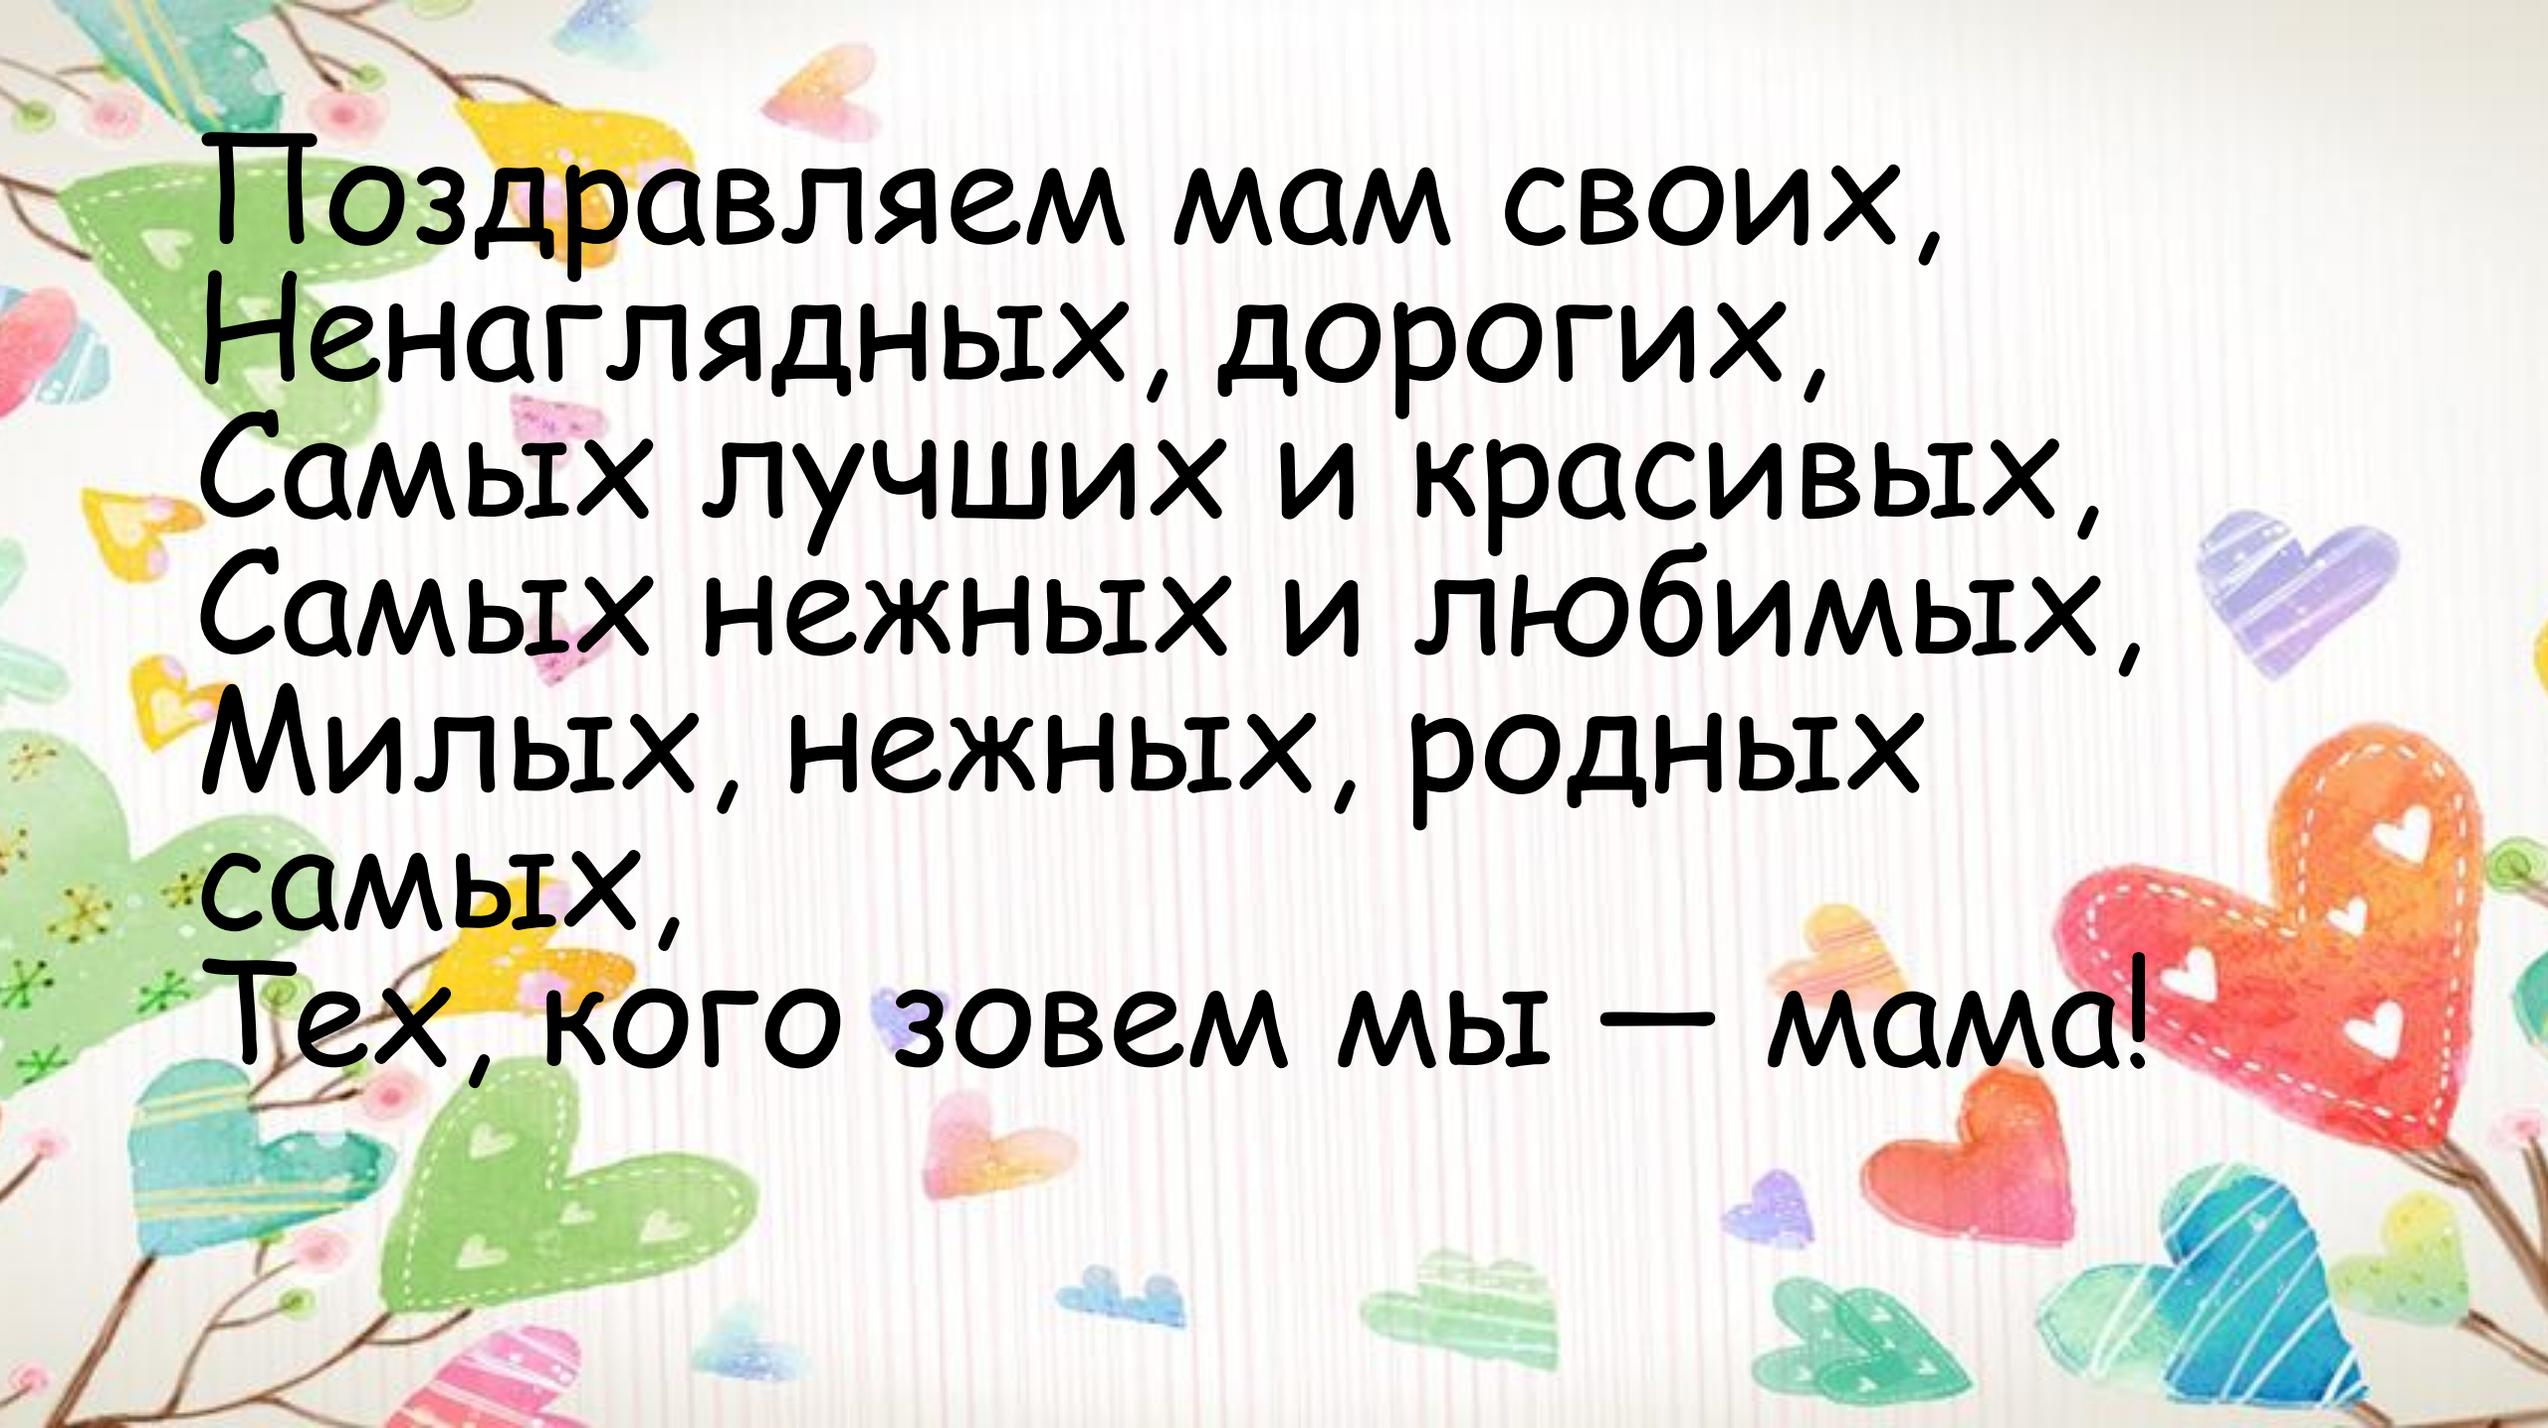 Поздравляем мам своих,
Ненаглядных, дорогих,
Самых лучших и красивых,
Самых нежных и любимых,
Милых, нежных, родных
самых,
Тех, кого зовем мы — мама!